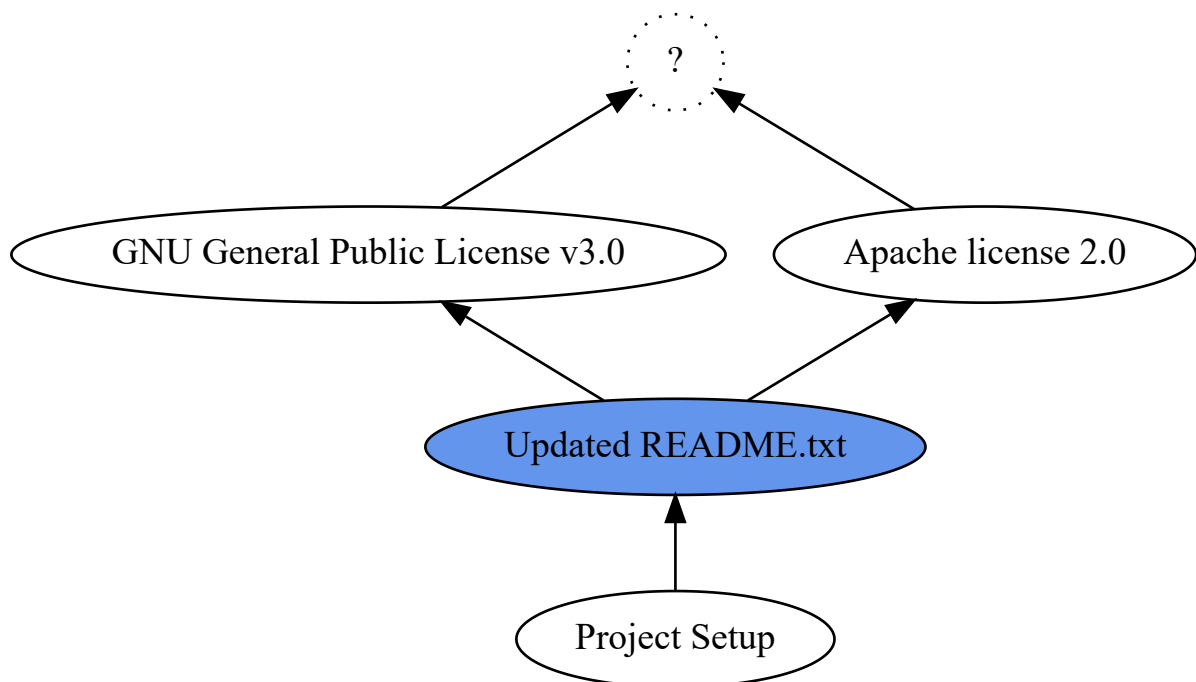 ?
GNU General Public License v3.0
Apache license 2.0
Updated README.txt
Project Setup